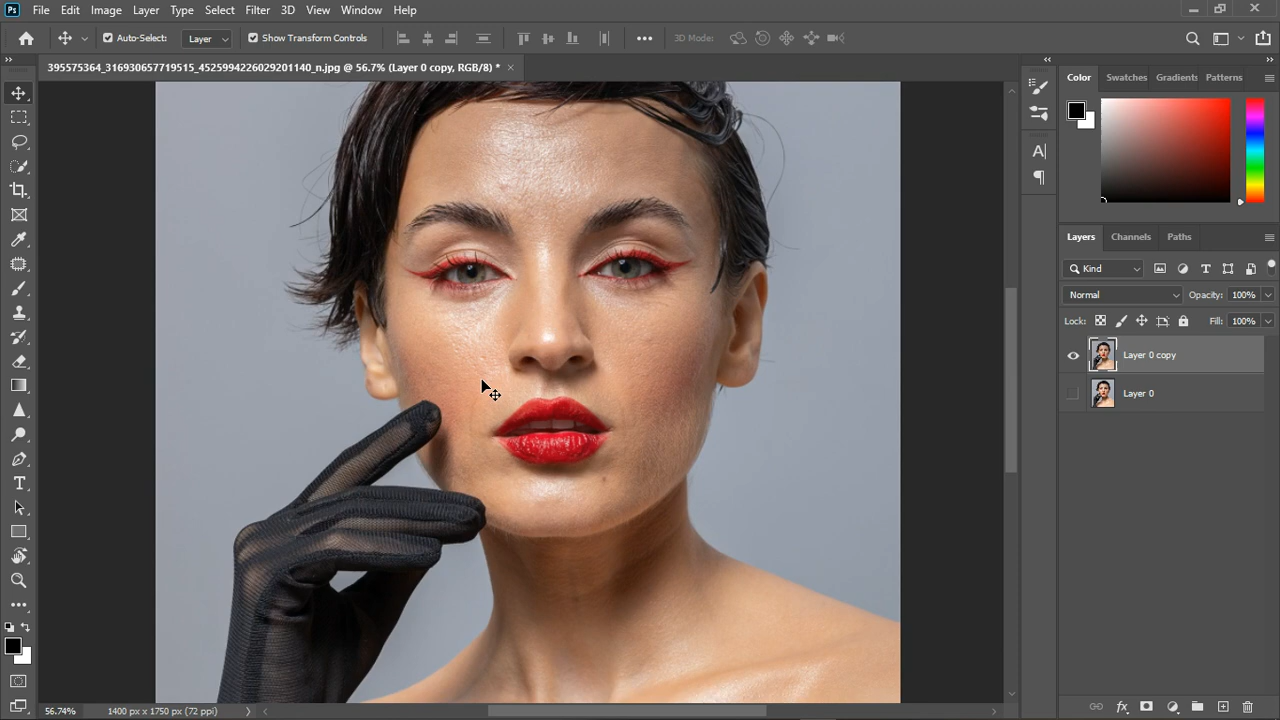 Ps File Edit Image Layer Type Select Filter 3D View Window Help
Auto-Select: Layer Show Transform Controls 3D Mode:
395575364_316930657719515_4525994226029201140_n.jpg @ 56.7% (Layer 0 copy, RGB/8) *
Color Swatches Gradients Patterns
Layers Channels Paths
Kind
Normal Opacity: 100%
Lock: Fill: 100%
Layer 0 copy
Layer 0
56.74% 1400 px x 1750 px (72 ppi)